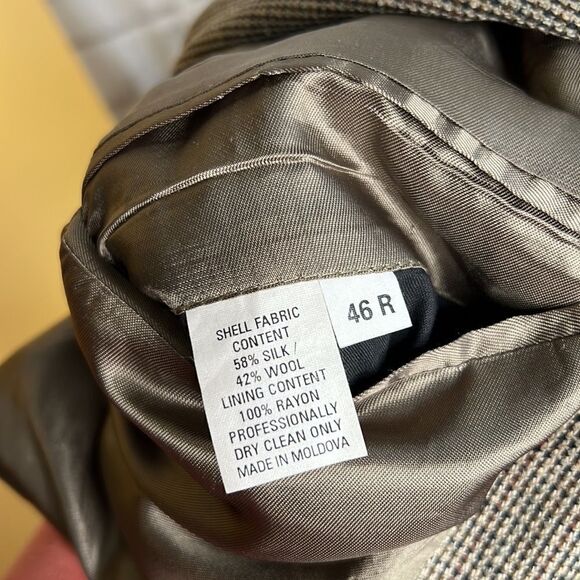 SHELL FABRIC
CONTENT
58% SILK /
42% WOOL
LINING CONTENT
100% RAYON
PROFESSIONALLY
DRY CLEAN ONLY
MADE IN MOLDOVA
46 R